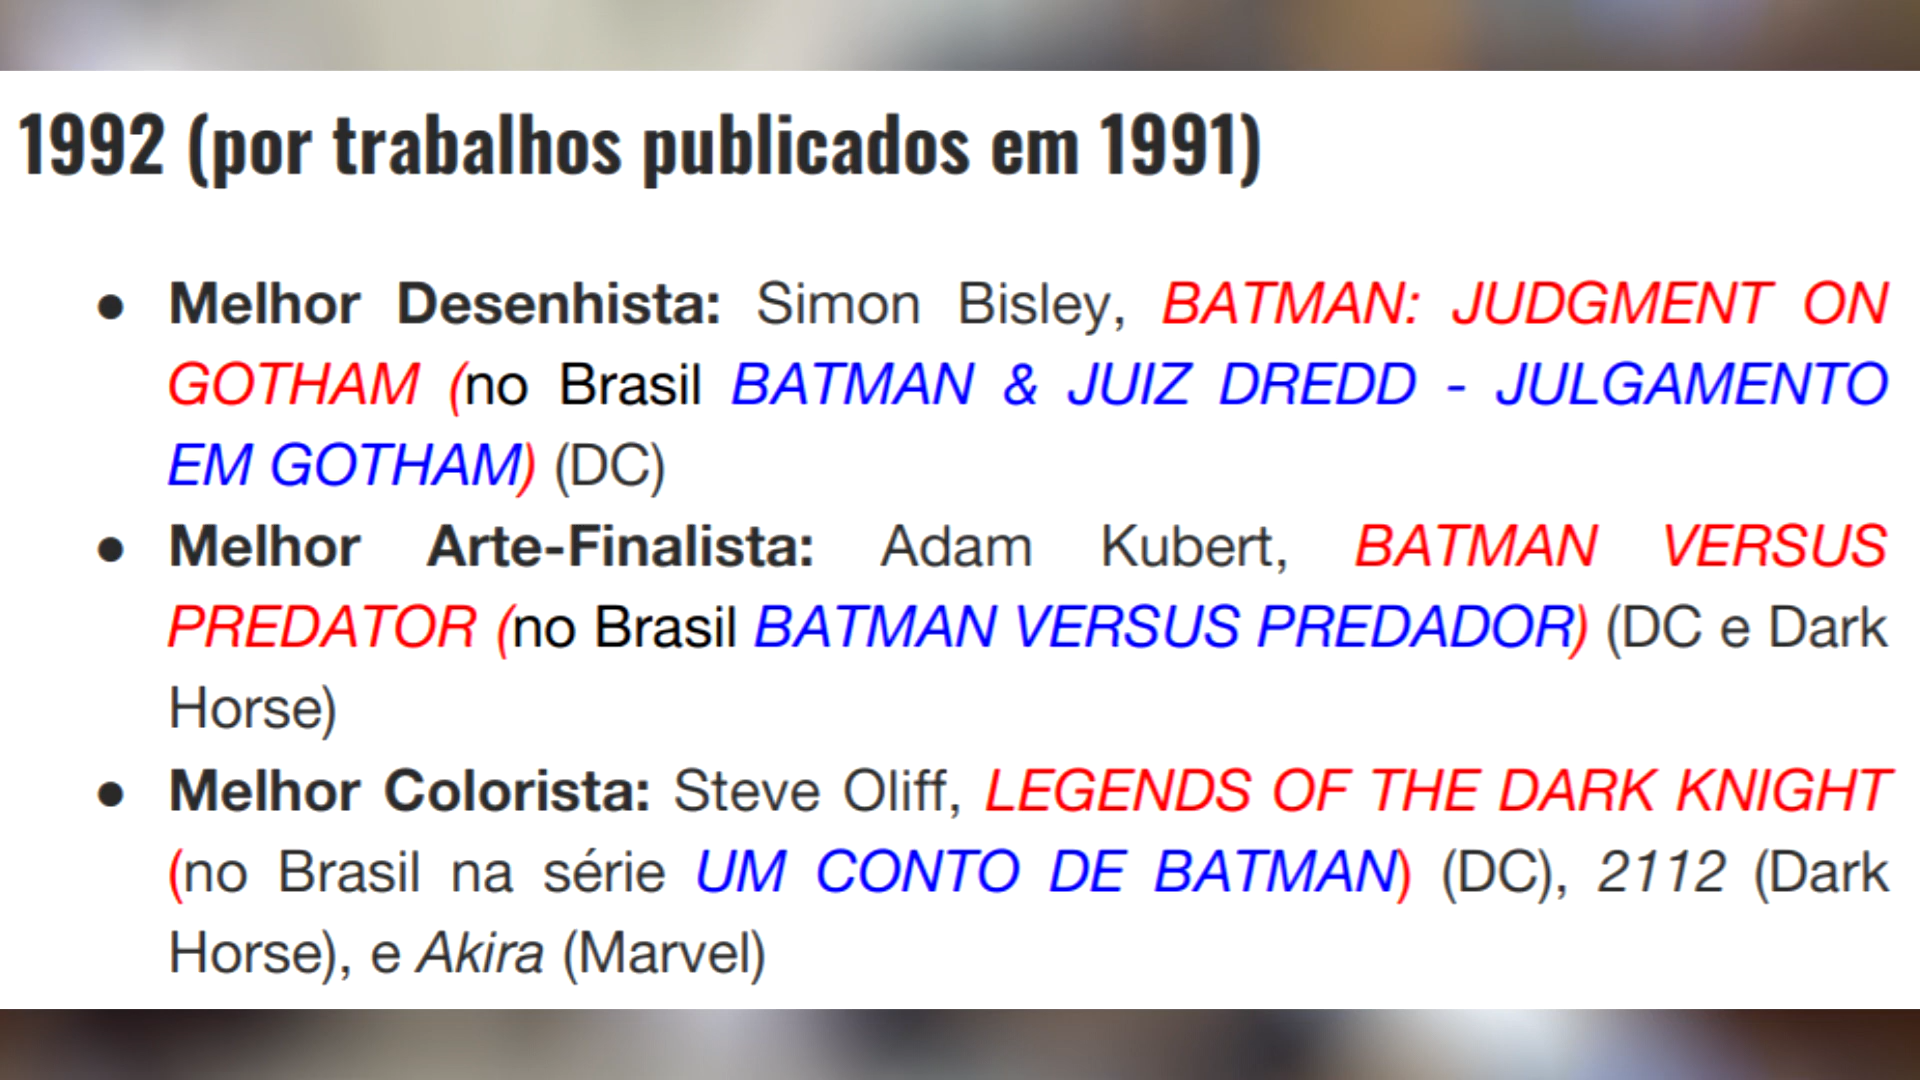 1992 (por trabalhos publicados em 1991)
● Melhor Desenhista: Simon Bisley, BATMAN: JUDGMENT ON
GOTHAM (no Brasil BATMAN & JUIZ DREDD - JULGAMENTO
EM GOTHAM) (DC)
● Melhor Arte-Finalista: Adam Kubert, BATMAN VERSUS
PREDATOR (no Brasil BATMAN VERSUS PREDADOR) (DC e Dark
Horse)
● Melhor Colorista: Steve Oliff, LEGENDS OF THE DARK KNIGHT
(no Brasil na série UM CONTO DE BATMAN) (DC), 2112 (Dark
Horse), e Akira (Marvel)